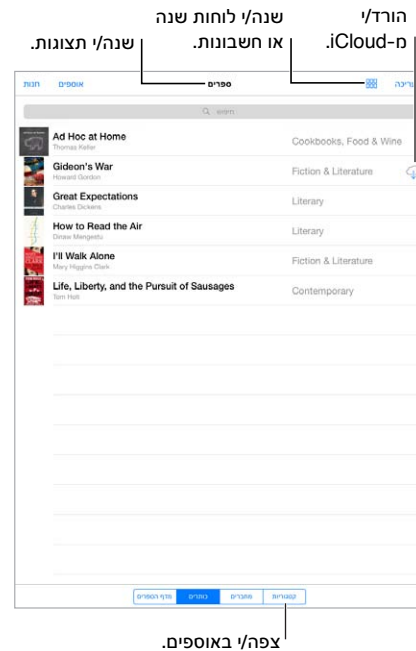 הורד/י
מ-iCloud.
שנה/י לוחות שנה
או חשבונות.
שנה/י תצוגות.
עריכה
ספרים
אוספים
חנות
חיפוש
Ad Hoc at Home
Thomas Keller
Cookbooks, Food & Wine
Gideon's War
Howard Gordon
Fiction & Literature
Great Expectations
Charles Dickens
Literary
How to Read the Air
Dinaw Mengestu
Literary
I'll Walk Alone
Mary Higgins Clark
Fiction & Literature
Life, Liberty, and the Pursuit of Sausages
Tom Holt
Contemporary
קטגוריות
מחברים
כותרים
מדף הספרים
צפה/י באוספים.